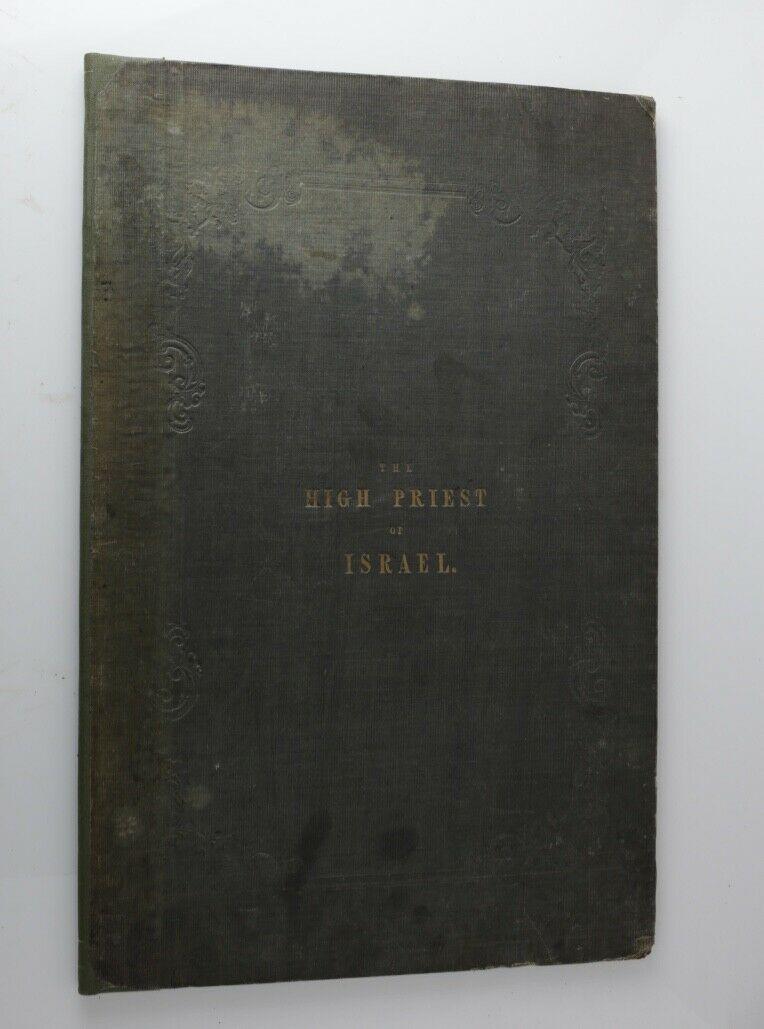 THE
HIGH PRIEST
OF
ISRAEL.